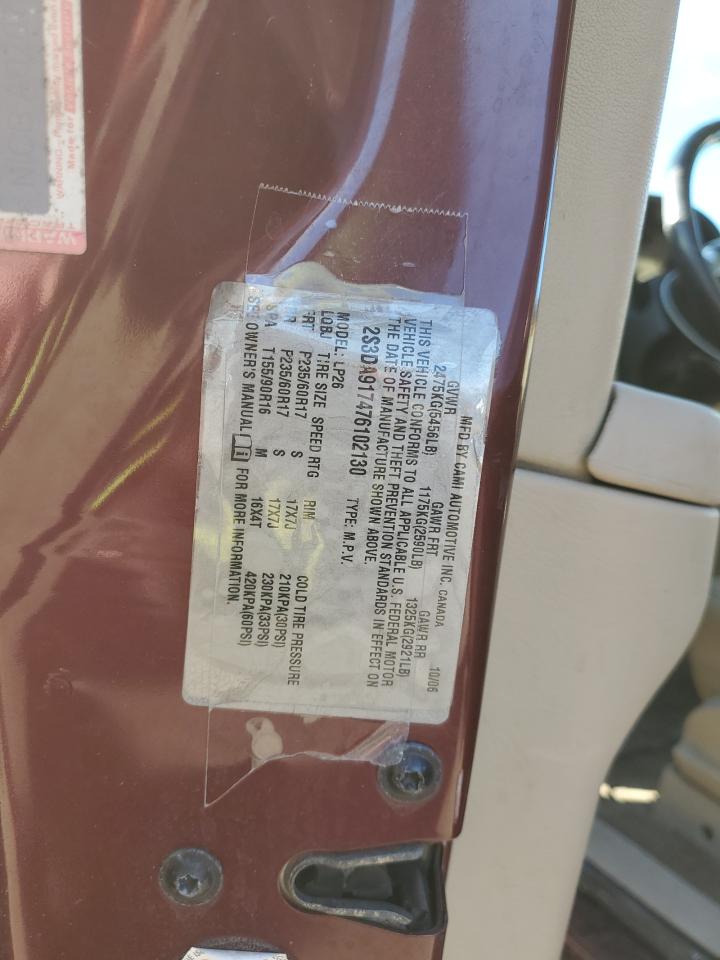 MFD BY CAMI AUTOMOTIVE INC. CANADA 10/06
GVWR GAWR FRT GAWR RR
2475KG(5456LB) 1175KG(2590LB) 1325KG(2921LB)
THIS VEHICLE CONFORMS TO ALL APPLICABLE U.S. FEDERAL MOTOR
VEHICLE SAFETY AND THEFT PREVENTION STANDARDS IN EFFECT ON
THE DATE OF MANUFACTURE SHOWN ABOVE.
2S3DA917476102130 TYPE: M.P.V.
MODEL: LP26
LQBJ TIRE SIZE SPEED RTG RIM COLD TIRE PRESSURE
FRT P235/60R17 S 17X7J 210KPA(30PSI)
P235/60R17 S 17X7J 230KPA(33PSI)
SPA T155/90R16 M 16X4T 420KPA(60PSI)
SEE OWNER'S MANUAL FOR MORE INFORMATION.